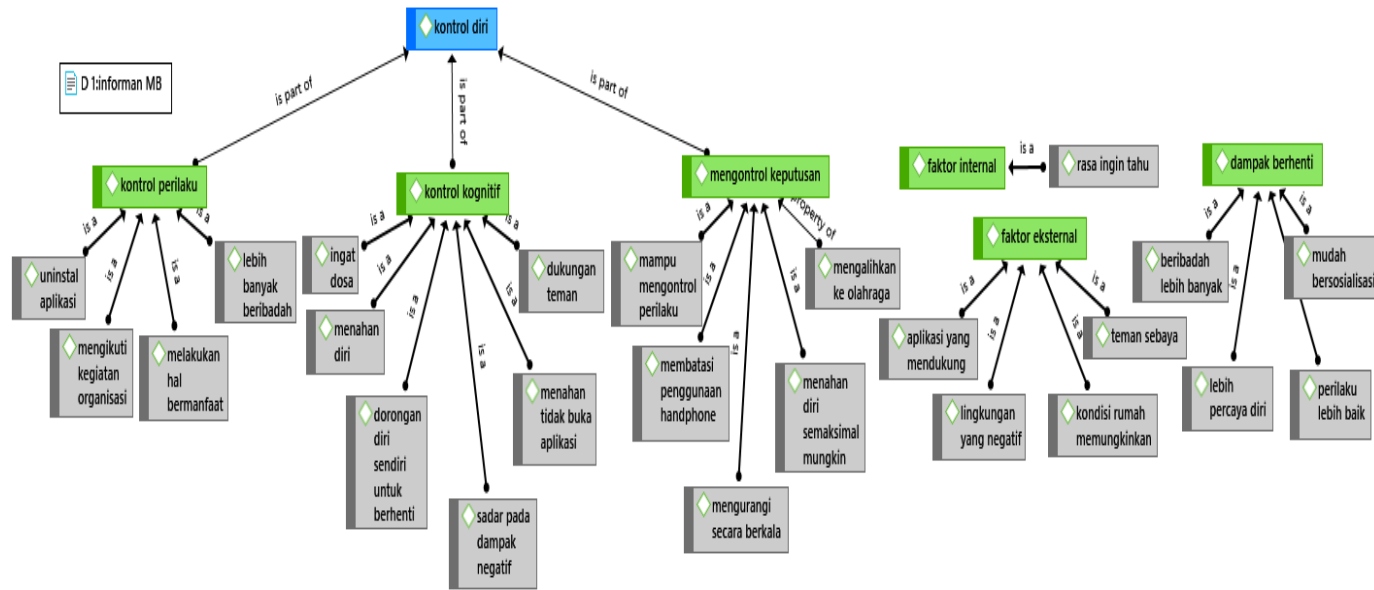 kontrol diri
D 1:informan MB
is part of
is part of
is part of
kontrol perilaku
kontrol kognitif
mengontrol keputusan
faktor internal
is a
rasa ingin tahu
dampak berhenti
is a
is a
is a
is a
uninstal
aplikasi
mengikuti
kegiatan
organisasi
melakukan
hal
bermanfaat
lebih
banyak
beribadah
is a
is a
is a
is a
is a
is a
ingat
dosa
menahan
diri
dorongan
diri
sendiri
untuk
berhenti
sadar pada
dampak
negatif
menahan
tidak buka
aplikasi
dukungan
teman
is a
is a
is a
is a
property of
mampu
mengontrol
perilaku
membatasi
penggunaan
handphone
mengurangi
secara berkala
menahan
diri
semaksimal
mungkin
mengalihkan
ke olahraga
faktor eksternal
is a
is a
is a
is a
aplikasi yang
mendukung
lingkungan
yang negatif
kondisi rumah
memungkinkan
teman sebaya
is a
is a
is a
beribadah
lebih banyak
lebih
percaya diri
perilaku
lebih baik
mudah
bersosialisasi